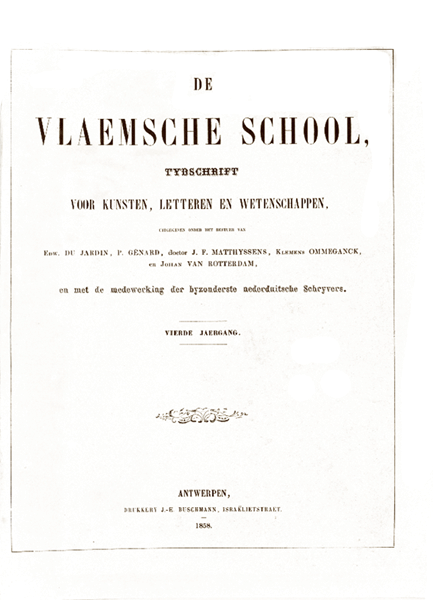 DE
VLAEMSCHE SCHOOL,
TYDSCHRIFT
VOOR KUNSTEN, LETTEREN EN WETENSCHAPPEN,
UITGEGEVEN ONDER HET BESTUER VAN
Edw. DU JARDIN, P. GÉNARD, doctor J. F. MATTHYSSENS, Klemens OMMEGANCK,
en Johan VAN ROTTERDAM,
en met de medewerking der byzonderste nederduitsche Schryvers.
VIERDE JAERGANG.
ANTWERPEN,
DRUKKERY J.-E. BUSCHMANN, ISRAËLIETSTRAET.
1858.